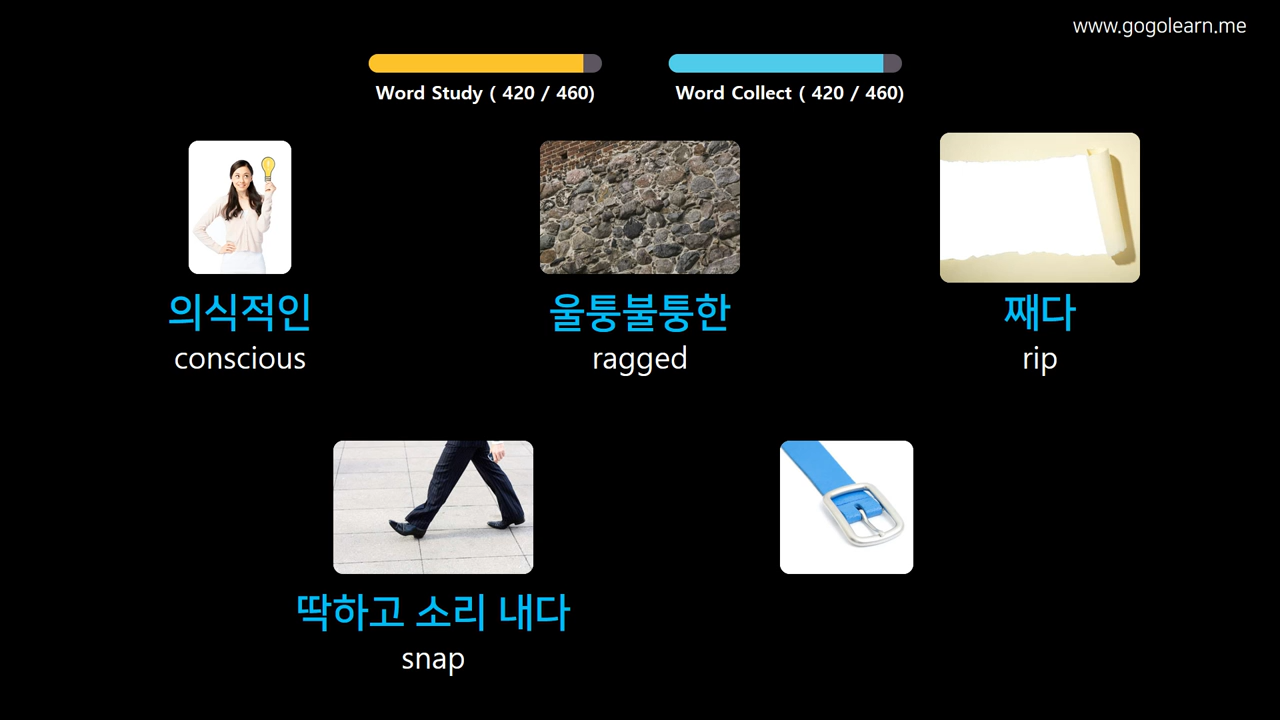 www.gogolearn.me
Word Study ( 420 / 460)
Word Collect ( 420 / 460)
의식적인
conscious
울퉁불퉁한
ragged
째다
rip
딱하고 소리 내다
snap